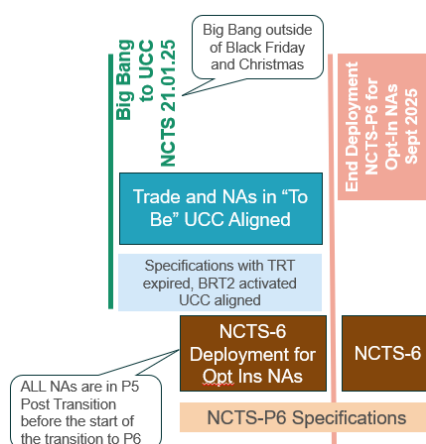 Big Bang
to UCC
NCTS 21.01.25
Big Bang outside
of Black Friday
and Christmas
End Deployment
NCTS-P6 for
Opt-In NAs
Sept 2025
Trade and NAs in “To
Be” UCC Aligned
Specifications with TRT
expired, BRT2 activated
UCC aligned
NCTS-6
Deployment for
Opt Ins NAs
NCTS-6
ALL NAs are in P5
Post Transition
before the start of
the transition to P6
NCTS-P6 Specifications